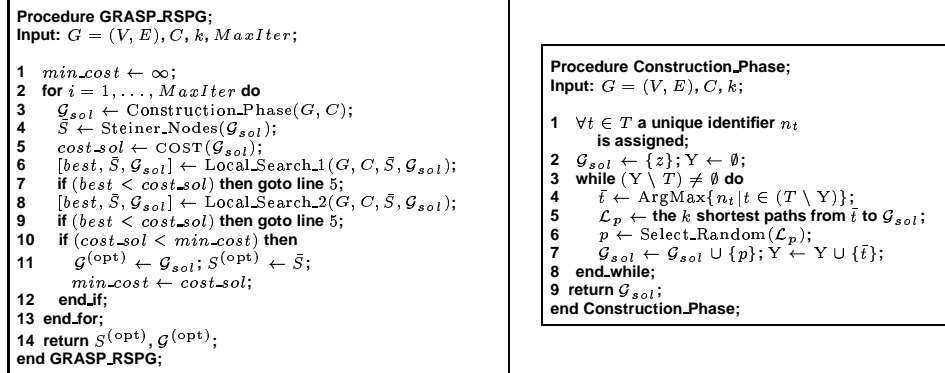 Procedure GRASP_RSPG;
Input: G = (V, E), C, k, MaxIter;
1 min_cost ← ∞;
2 for i = 1, . . . , MaxIter do
3 𝒢_sol ← Construction_Phase(G, C);
4 S̄ ← Steiner_Nodes(𝒢_sol);
5 cost_sol ← COST(𝒢_sol);
6 [best, S̄, 𝒢_sol] ← Local_Search_1(G, C, S̄, 𝒢_sol);
7 if (best < cost_sol) then goto line 5;
8 [best, S̄, 𝒢_sol] ← Local_Search_2(G, C, S̄, 𝒢_sol);
9 if (best < cost_sol) then goto line 5;
10 if (cost_sol < min_cost) then
11 𝒢^(opt) ← 𝒢_sol; S^(opt) ← S̄;
min_cost ← cost_sol;
12 end_if;
13 end_for;
14 return S^(opt), 𝒢^(opt);
end GRASP_RSPG;
Procedure Construction_Phase;
Input: G = (V, E), C, k;
1 ∀t ∈ T a unique identifier n_t
is assigned;
2 𝒢_sol ← {z}; Y ← ∅;
3 while (Y \ T) ≠ ∅ do
4 t̄ ← ArgMax{n_t | t ∈ (T \ Y)};
5 ℒ_p ← the k shortest paths from t̄ to 𝒢_sol;
6 p ← Select_Random(ℒ_p);
7 𝒢_sol ← 𝒢_sol ∪ {p}; Y ← Y ∪ {t̄};
8 end_while;
9 return 𝒢_sol;
end Construction_Phase;